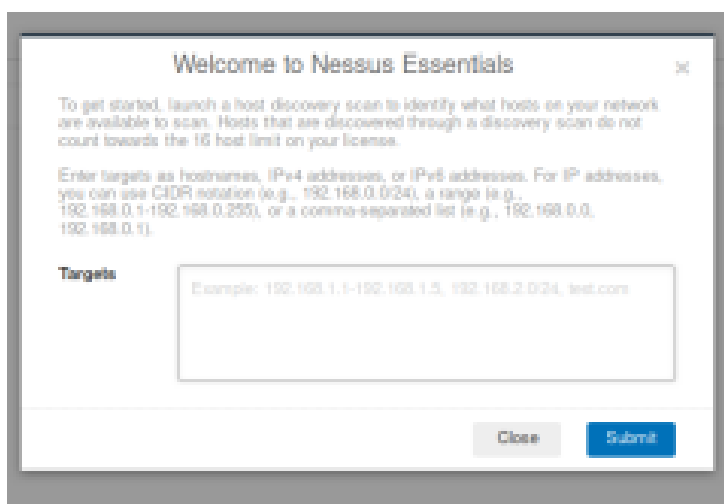 Welcome to Nessus Essentials
×
To get started, launch a host discovery scan to identify what hosts on your network
are available to scan. Hosts that are discovered through a discovery scan do not
count towards the 16 host limit on your license.
Enter targets as hostnames, IPv4 addresses, or IPv6 addresses. For IP addresses,
you can use CIDR notation (e.g., 192.168.0.0/24), a range (e.g.,
192.168.0.1-192.168.0.255), or a comma-separated list (e.g., 192.168.0.0,
192.168.0.1).
Targets
Example: 192.168.1.1-192.168.1.5, 192.168.2.0/24, test.com
Close
Submit